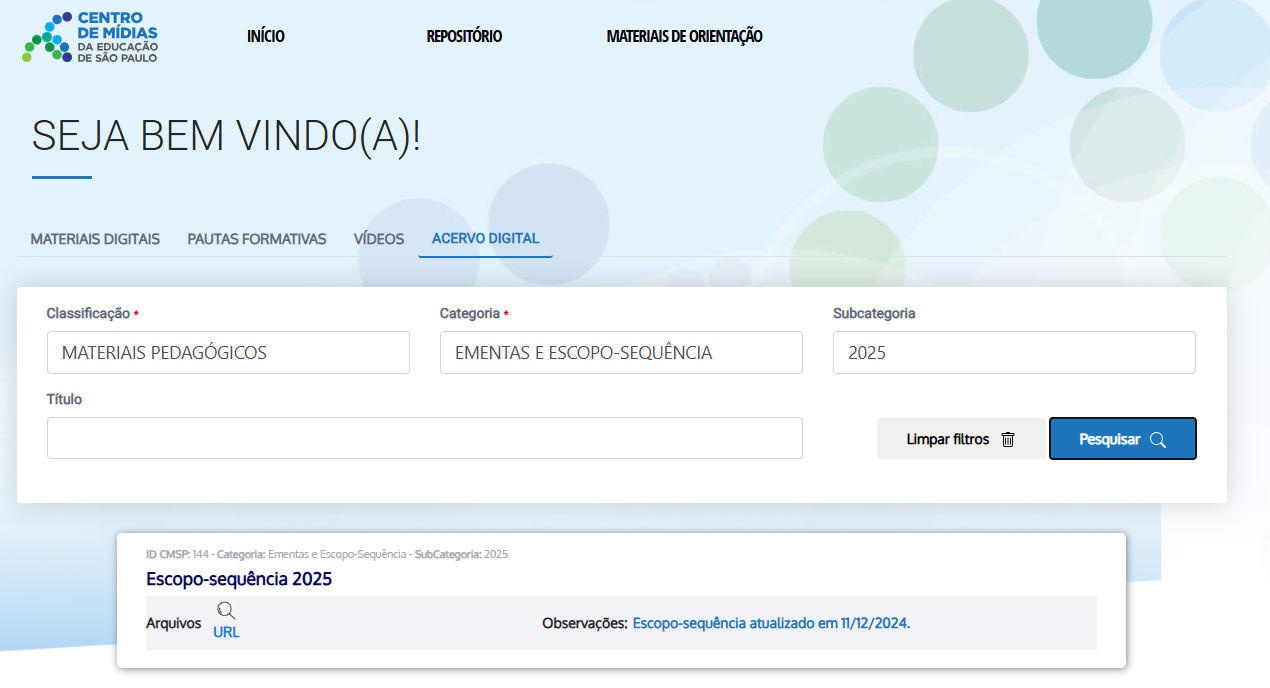 CENTRO
DE MÍDIAS
DA EDUCAÇÃO
DE SÃO PAULO
INÍCIO
REPOSITÓRIO
MATERIAIS DE ORIENTAÇÃO
SEJA BEM VINDO(A)!
MATERIAIS DIGITAIS
PAUTAS FORMATIVAS
VÍDEOS
ACERVO DIGITAL
Classificação *
Categoria *
Subcategoria
MATERIAIS PEDAGÓGICOS
EMENTAS E ESCOPO-SEQUÊNCIA
2025
Título
Limpar filtros
Pesquisar
ID CMSP: 144 - Categoria: Ementas e Escopo-Sequência - SubCategoria: 2025
Escopo-sequência 2025
Arquivos
URL
Observações: Escopo-sequência atualizado em 11/12/2024.